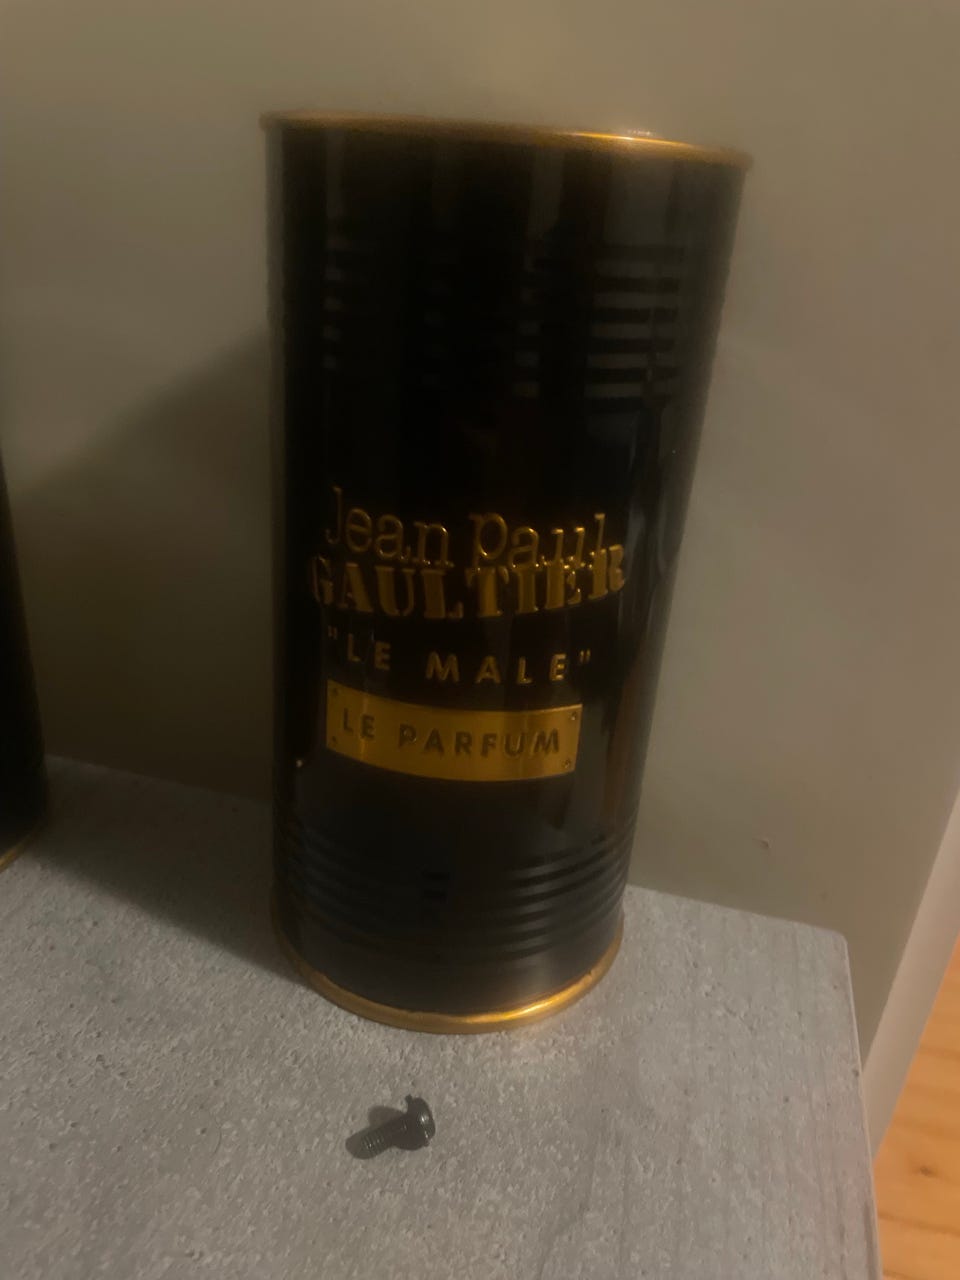 Jean Paul
GAULTIER
"LE MALE"
LE PARFUM